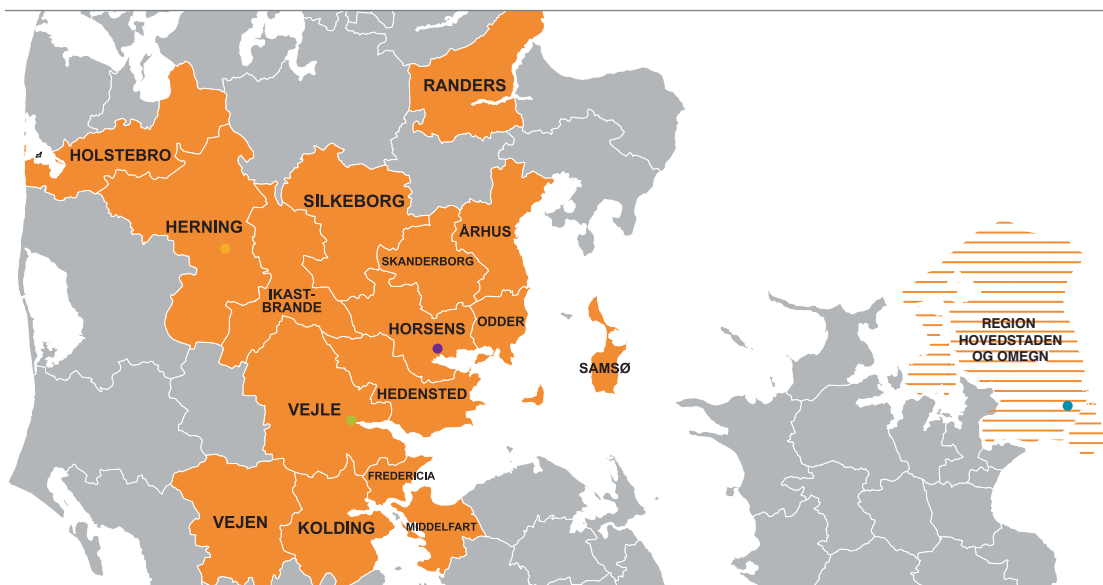 RANDERS
HOLSTEBRO
SILKEBORG
HERNING
ÅRHUS
SKANDERBORG
IKAST-
BRANDE
HORSENS
ODDER
REGION
HOVEDSTADEN
OG OMEGN
SAMSØ
HEDENSTED
VEJLE
FREDERICIA
VEJEN
KOLDING
MIDDELFART